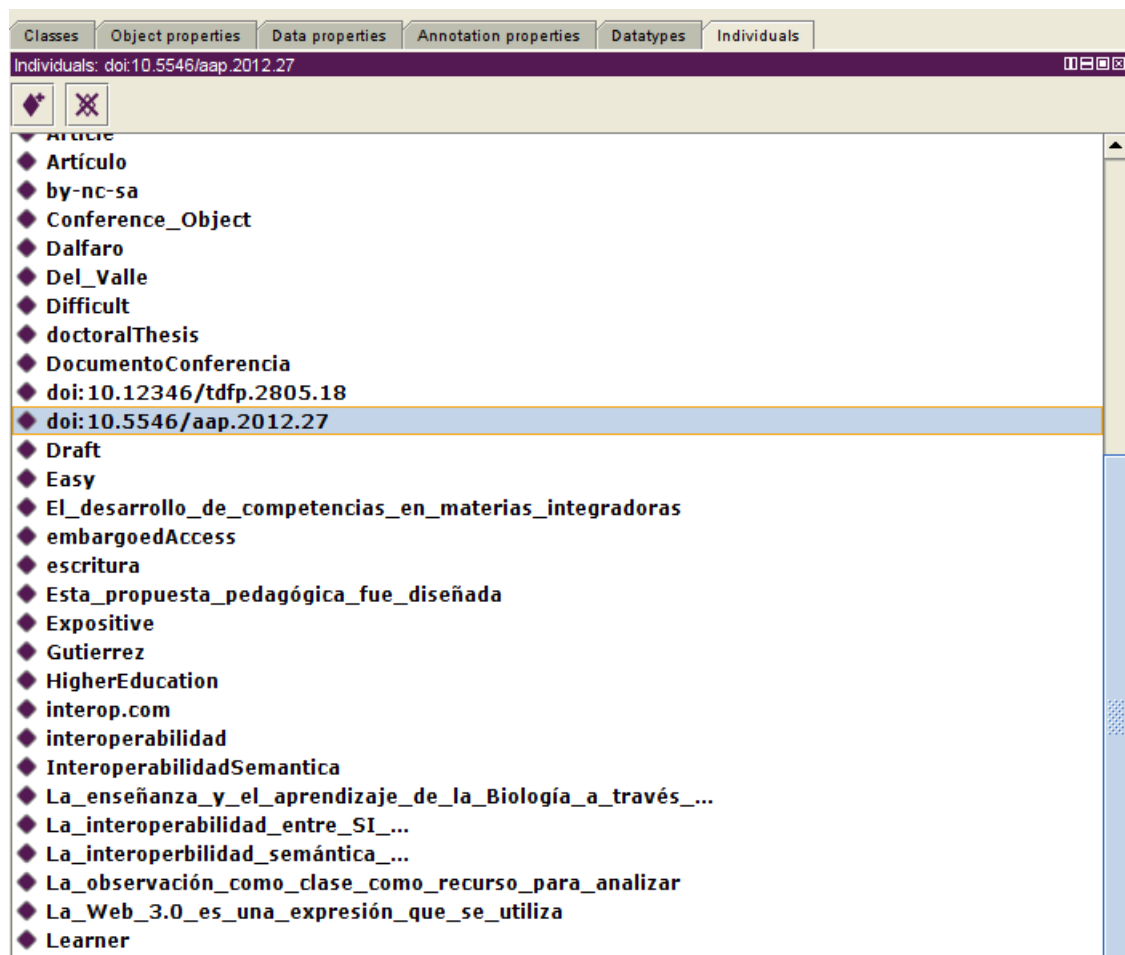 Classes Object properties Data properties Annotation properties Datatypes Individuals
Individuals: doi:10.5546/aap.2012.27
Article
Artículo
by-nc-sa
Conference_Object
Dalfaro
Del_Valle
Difficult
doctoralThesis
DocumentoConferencia
doi:10.12346/tdfp.2805.18
doi:10.5546/aap.2012.27
Draft
Easy
El_desarrollo_de_competencias_en_materias_integradoras
embargoedAccess
escritura
Esta_propuesta_pedagógica_fue_diseñada
Expositive
Gutierrez
HigherEducation
interop.com
interoperabilidad
InteroperabilidadSemantica
La_enseñanza_y_el_aprendizaje_de_la_Biología_a_través_...
La_interoperabilidad_entre_SI_...
La_interoperbilidad_semántica_...
La_observación_como_clase_como_recurso_para_analizar
La_Web_3.0_es_una_expresión_que_se_utiliza
Learner